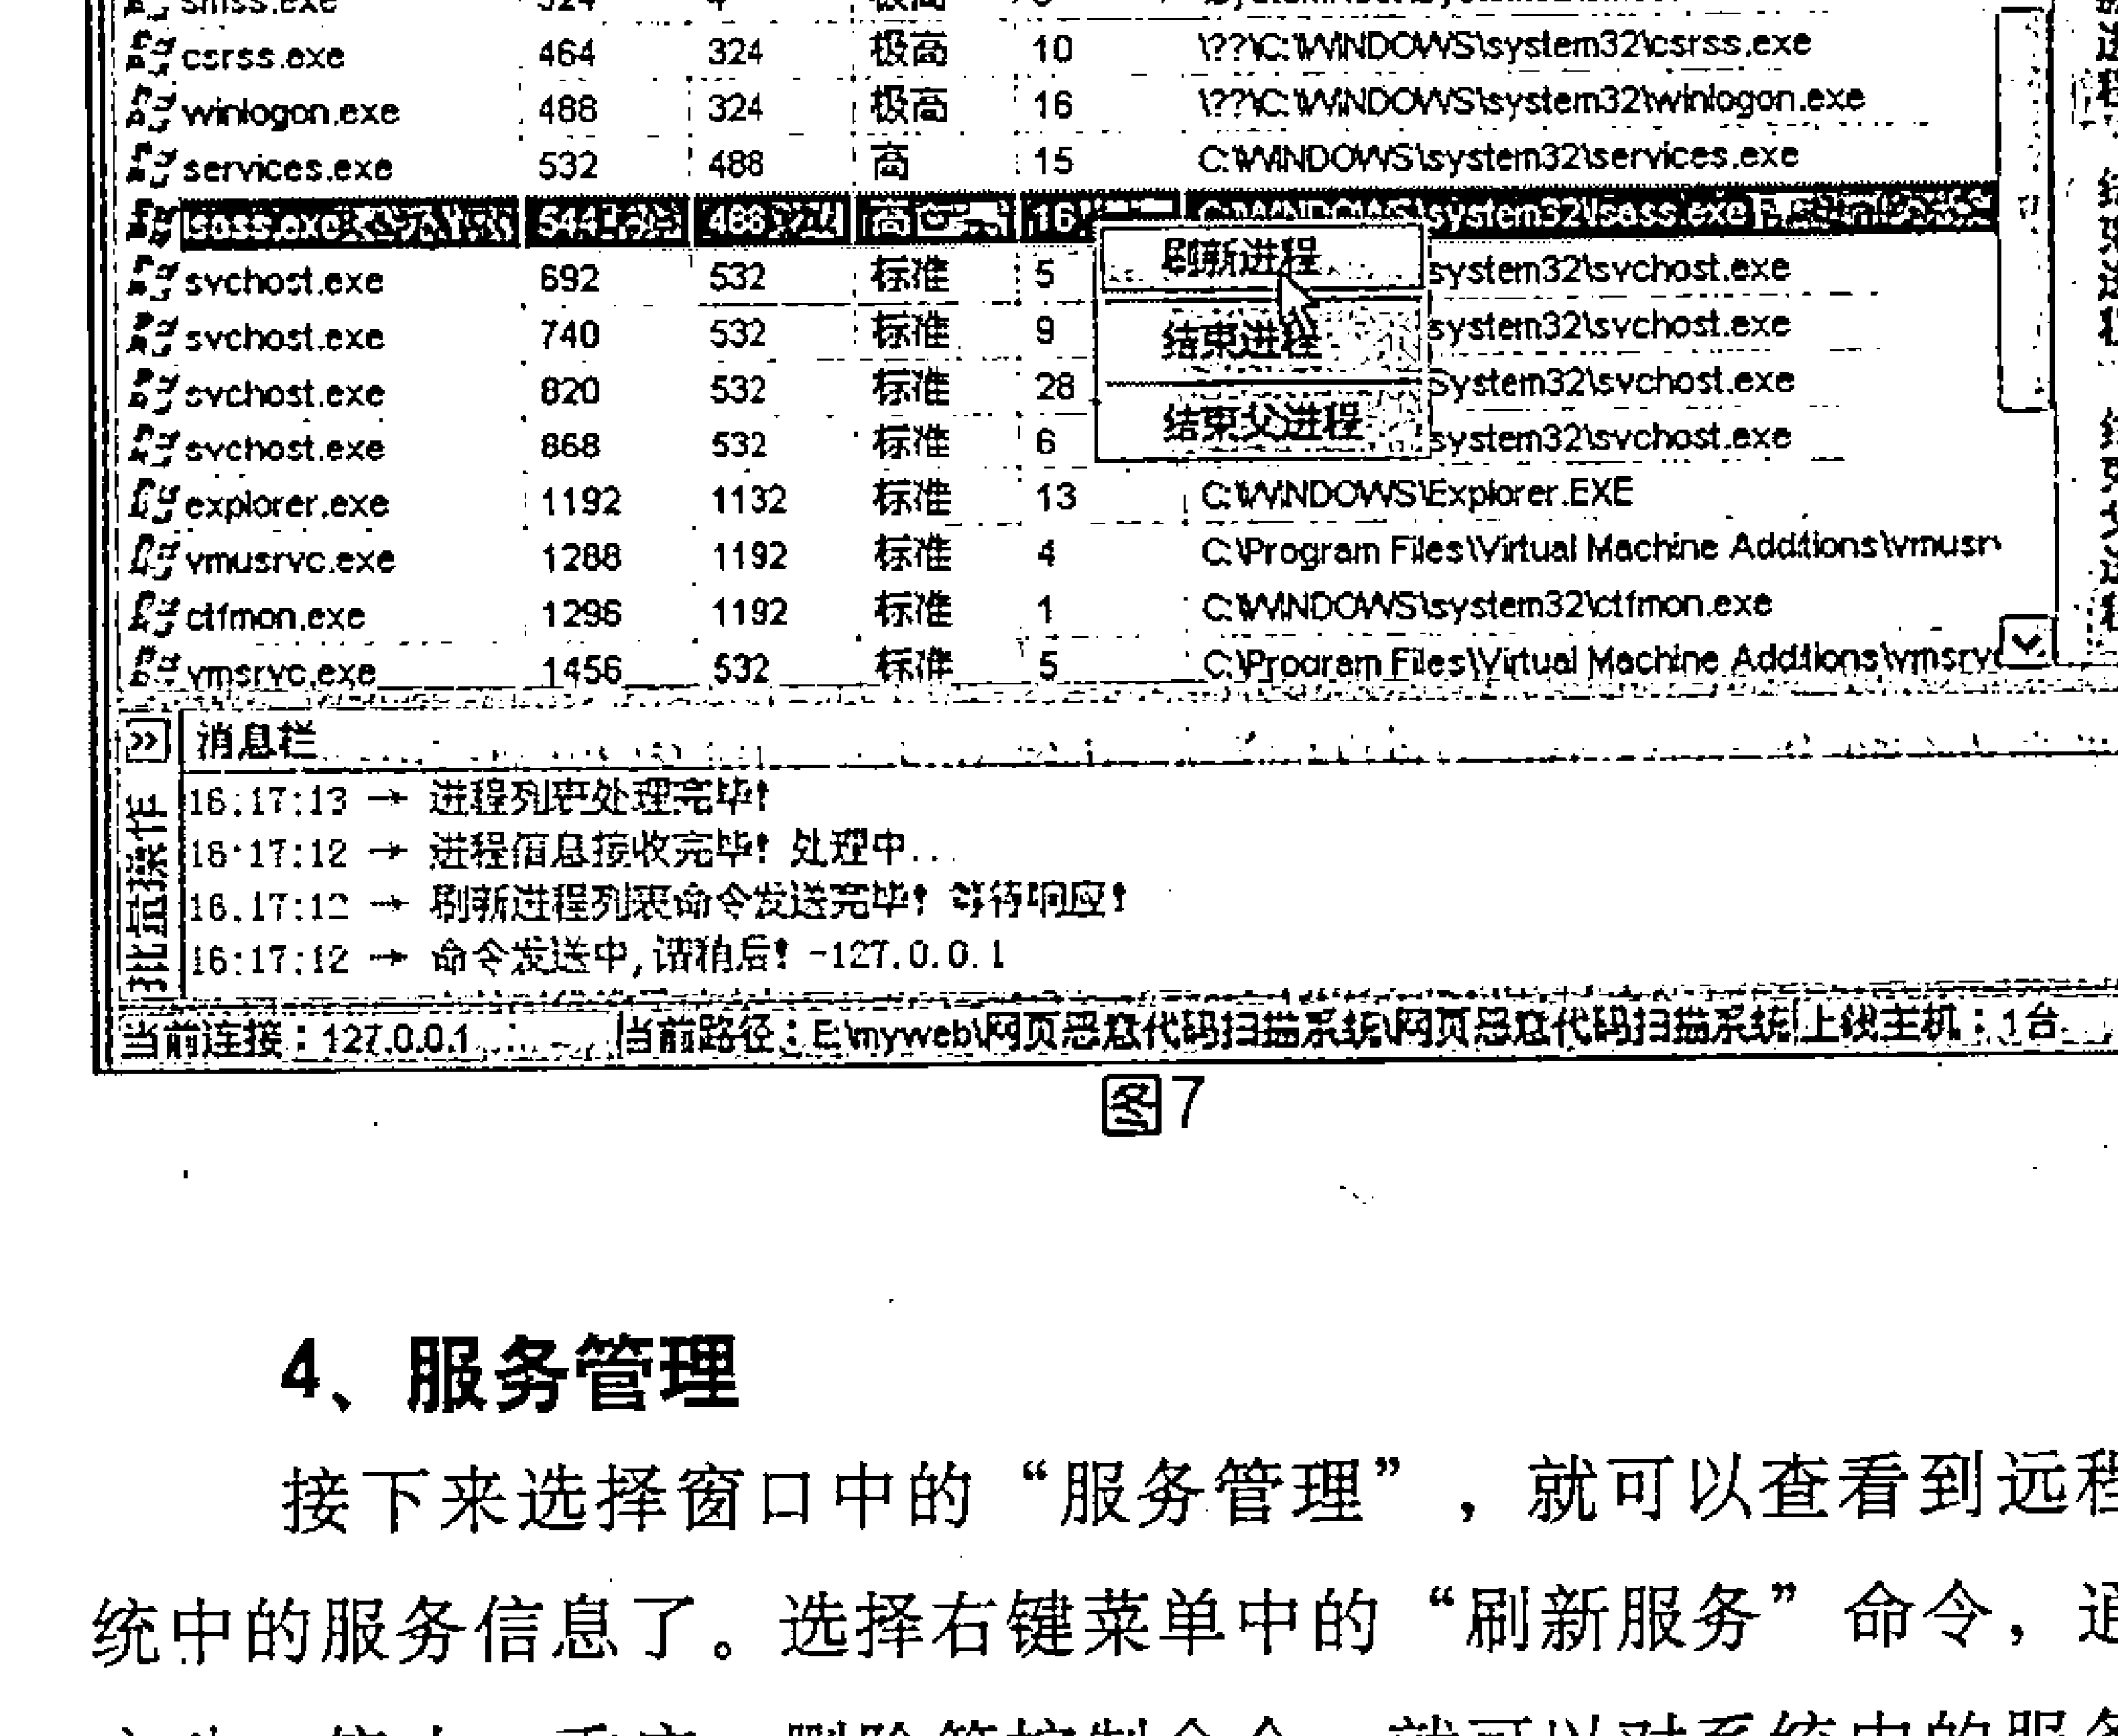 smss.exe 324 4 极高
csrss.exe 464 324 极高 10 \??\C:\WINDOWS\system32\csrss.exe
winlogon.exe 488 324 极高 16 \??\C:\WINDOWS\system32\winlogon.exe
services.exe 532 488 高 15 C:\WINDOWS\system32\services.exe
lsass.exe 544 488 高 16 C:\WINDOWS\system32\lsass.exe
刷新进程
svchost.exe 692 532 标准 5 system32\svchost.exe
svchost.exe 740 532 标准 9 system32\svchost.exe
结束进程
svchost.exe 820 532 标准 28 system32\svchost.exe
结束父进程
svchost.exe 868 532 标准 6 system32\svchost.exe
explorer.exe 1192 1132 标准 13 C:\WINDOWS\Explorer.EXE
vmusrvc.exe 1288 1192 标准 4 C:\Program Files\Virtual Machine Additions\vmusr
ctfmon.exe 1296 1192 标准 1 C:\WINDOWS\system32\ctfmon.exe
vmsrvc.exe 1456 532 标准 5 C:\Program Files\Virtual Machine Additions\vmsrv
消息栏
16:17:13 → 进程列表处理完毕!
16:17:12 → 进程信息接收完毕! 处理中...
16:17:12 → 刷新进程列表命令发送完毕! 等待响应!
16:17:12 → 命令发送中,请稍后! -127.0.0.1
批量操作
当前连接：127.0.0.1 当前路径：E:\myweb\网页恶意代码扫描系统\网页恶意代码扫描系统 上线主机：1台
图7
4、服务管理
接下来选择窗口中的“服务管理”，就可以查看到远程
统中的服务信息了。选择右键菜单中的“刷新服务”命令，通